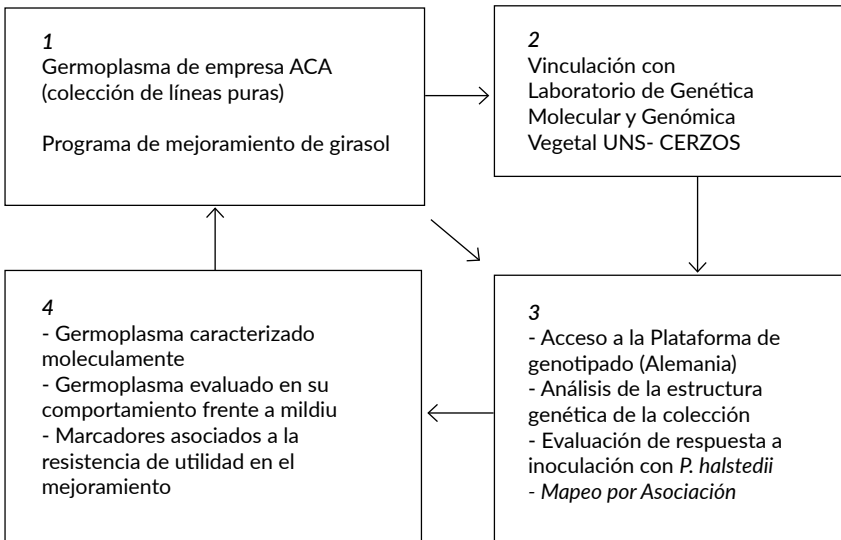 1
Germoplasma de empresa ACA
(colección de líneas puras)
Programa de mejoramiento de girasol
2
Vinculación con
Laboratorio de Genética
Molecular y Genómica
Vegetal UNS- CERZOS
3
- Acceso a la Plataforma de
genotipado (Alemania)
- Análisis de la estructura
genética de la colección
- Evaluación de respuesta a
inoculación con P. halstedii
- Mapeo por Asociación
4
- Germoplasma caracterizado
moleculamente
- Germoplasma evaluado en su
comportamiento frente a mildiu
- Marcadores asociados a la
resistencia de utilidad en el
mejoramiento